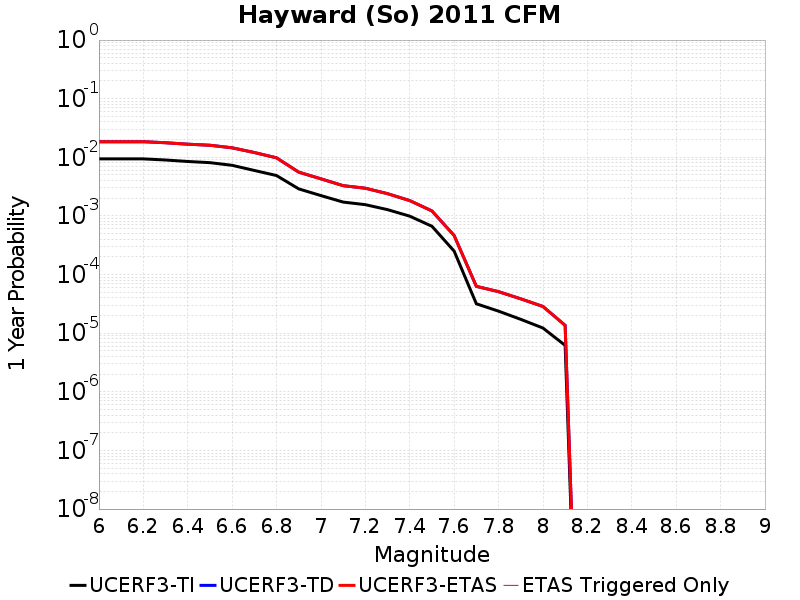 Hayward (So) 2011 CFM
1 Year Probability
10^0
10^-1
10^-2
10^-3
10^-4
10^-5
10^-6
10^-7
10^-8
6 6.2 6.4 6.6 6.8 7 7.2 7.4 7.6 7.8 8 8.2 8.4 8.6 8.8 9
Magnitude
UCERF3-TI UCERF3-TD UCERF3-ETAS ETAS Triggered Only